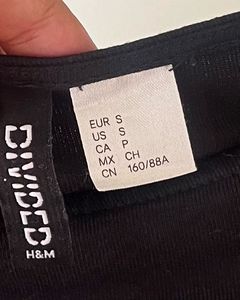 DIVIDED
H&M
EUR S
US S
CA P
MX CH
CN 160/88A